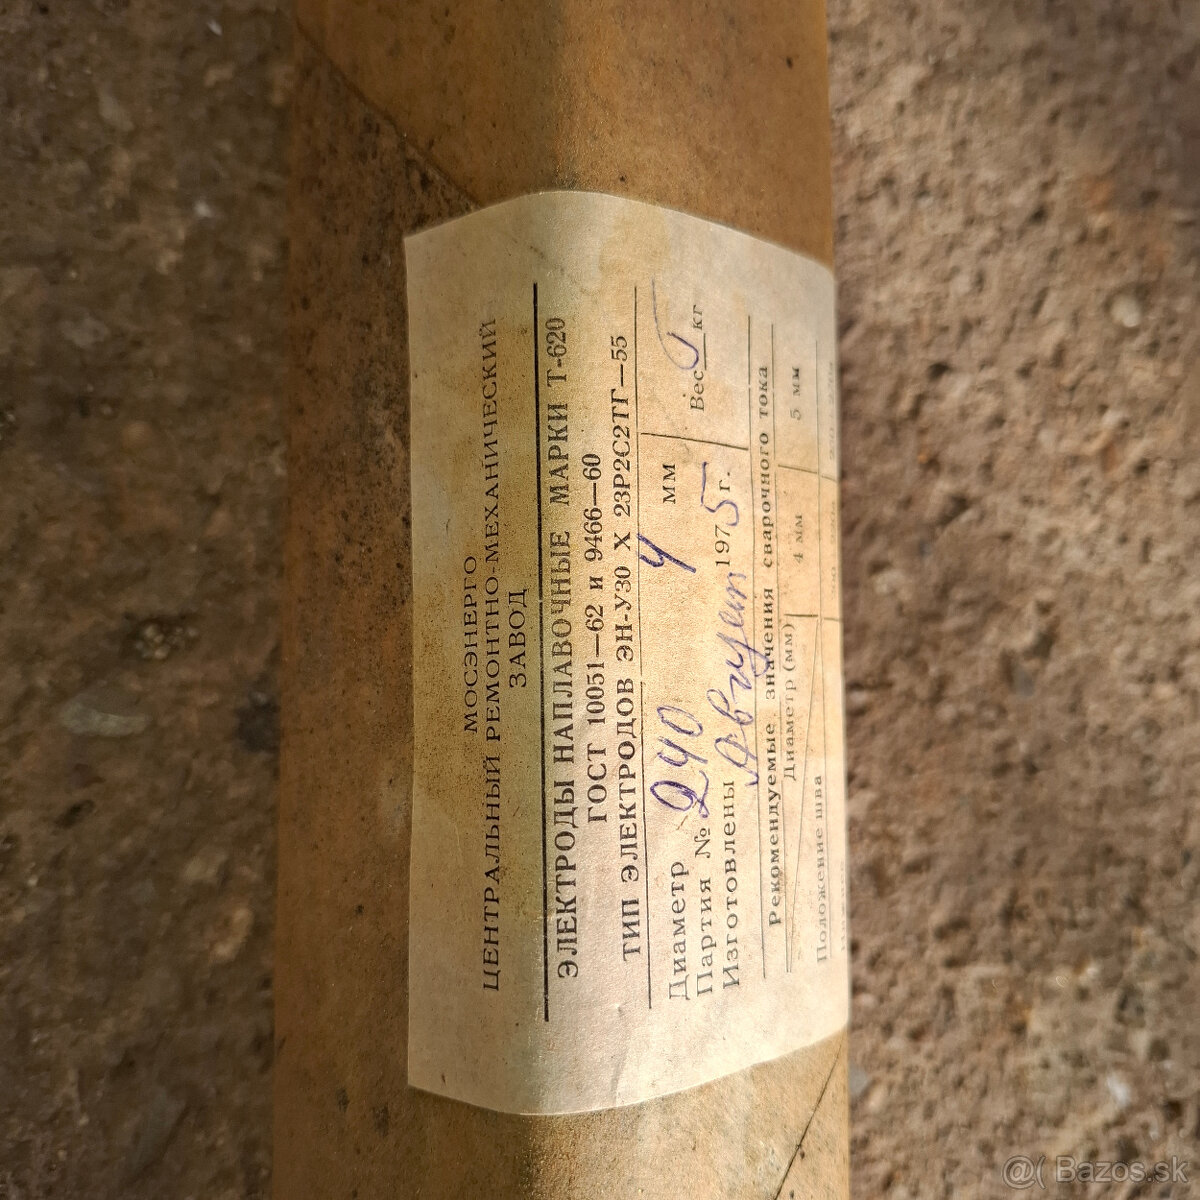 МОСЭНЕРГО
ЦЕНТРАЛЬНЫЙ РЕМОНТНО-МЕХАНИЧЕСКИЙ
ЗАВОД
ЭЛЕКТРОДЫ НАПЛАВОЧНЫЕ МАРКИ Т-620
ГОСТ 10051—62 и 9466—60
ТИП ЭЛЕКТРОДОВ ЭН-У30 Х 23Р2С2ТГ—55
Диаметр 4 мм
Партия № 240 Вес 5 кг
Изготовлены Август 1975 г.
Рекомендуемые значения сварочного тока
Диаметр (мм) 4 мм 5 мм
Положение шва
@( Bazos.sk